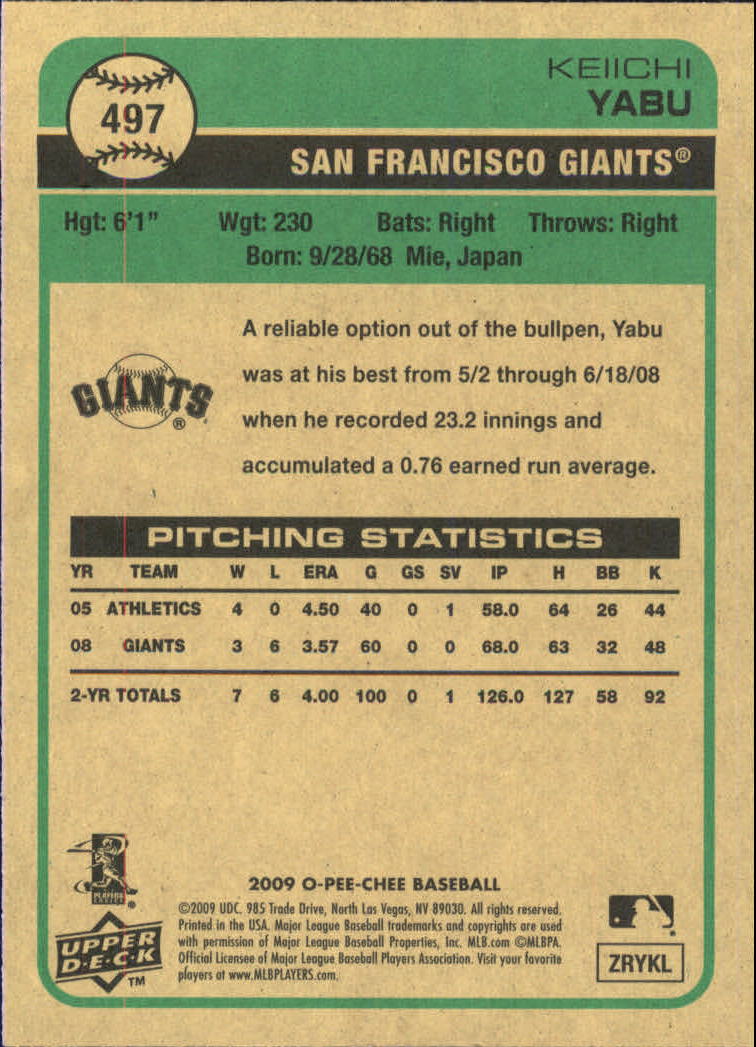 497
KEIICHI
YABU
SAN FRANCISCO GIANTS®
Hgt: 6'1" Wgt: 230 Bats: Right Throws: Right
Born: 9/28/68 Mie, Japan
GIANTS®
A reliable option out of the bullpen, Yabu
was at his best from 5/2 through 6/18/08
when he recorded 23.2 innings and
accumulated a 0.76 earned run average.
PITCHING STATISTICS
YR TEAM W L ERA G GS SV IP H BB K
05 ATHLETICS 4 0 4.50 40 0 1 58.0 64 26 44
08 GIANTS 3 6 3.57 60 0 0 68.0 63 32 48
2-YR TOTALS 7 6 4.00 100 0 1 126.0 127 58 92
PLAYERS
CHOICE
®
2009 O-PEE-CHEE BASEBALL
©2009 UDC. 985 Trade Drive, North Las Vegas, NV 89030. All rights reserved.
Printed in the USA. Major League Baseball trademarks and copyrights are used
with permission of Major League Baseball Properties, Inc. MLB.com ©MLBPA.
Official Licensee of Major League Baseball Players Association. Visit your favorite
players at www.MLBPLAYERS.com.
UPPER
D·E·C·K
TM
ZRYKL